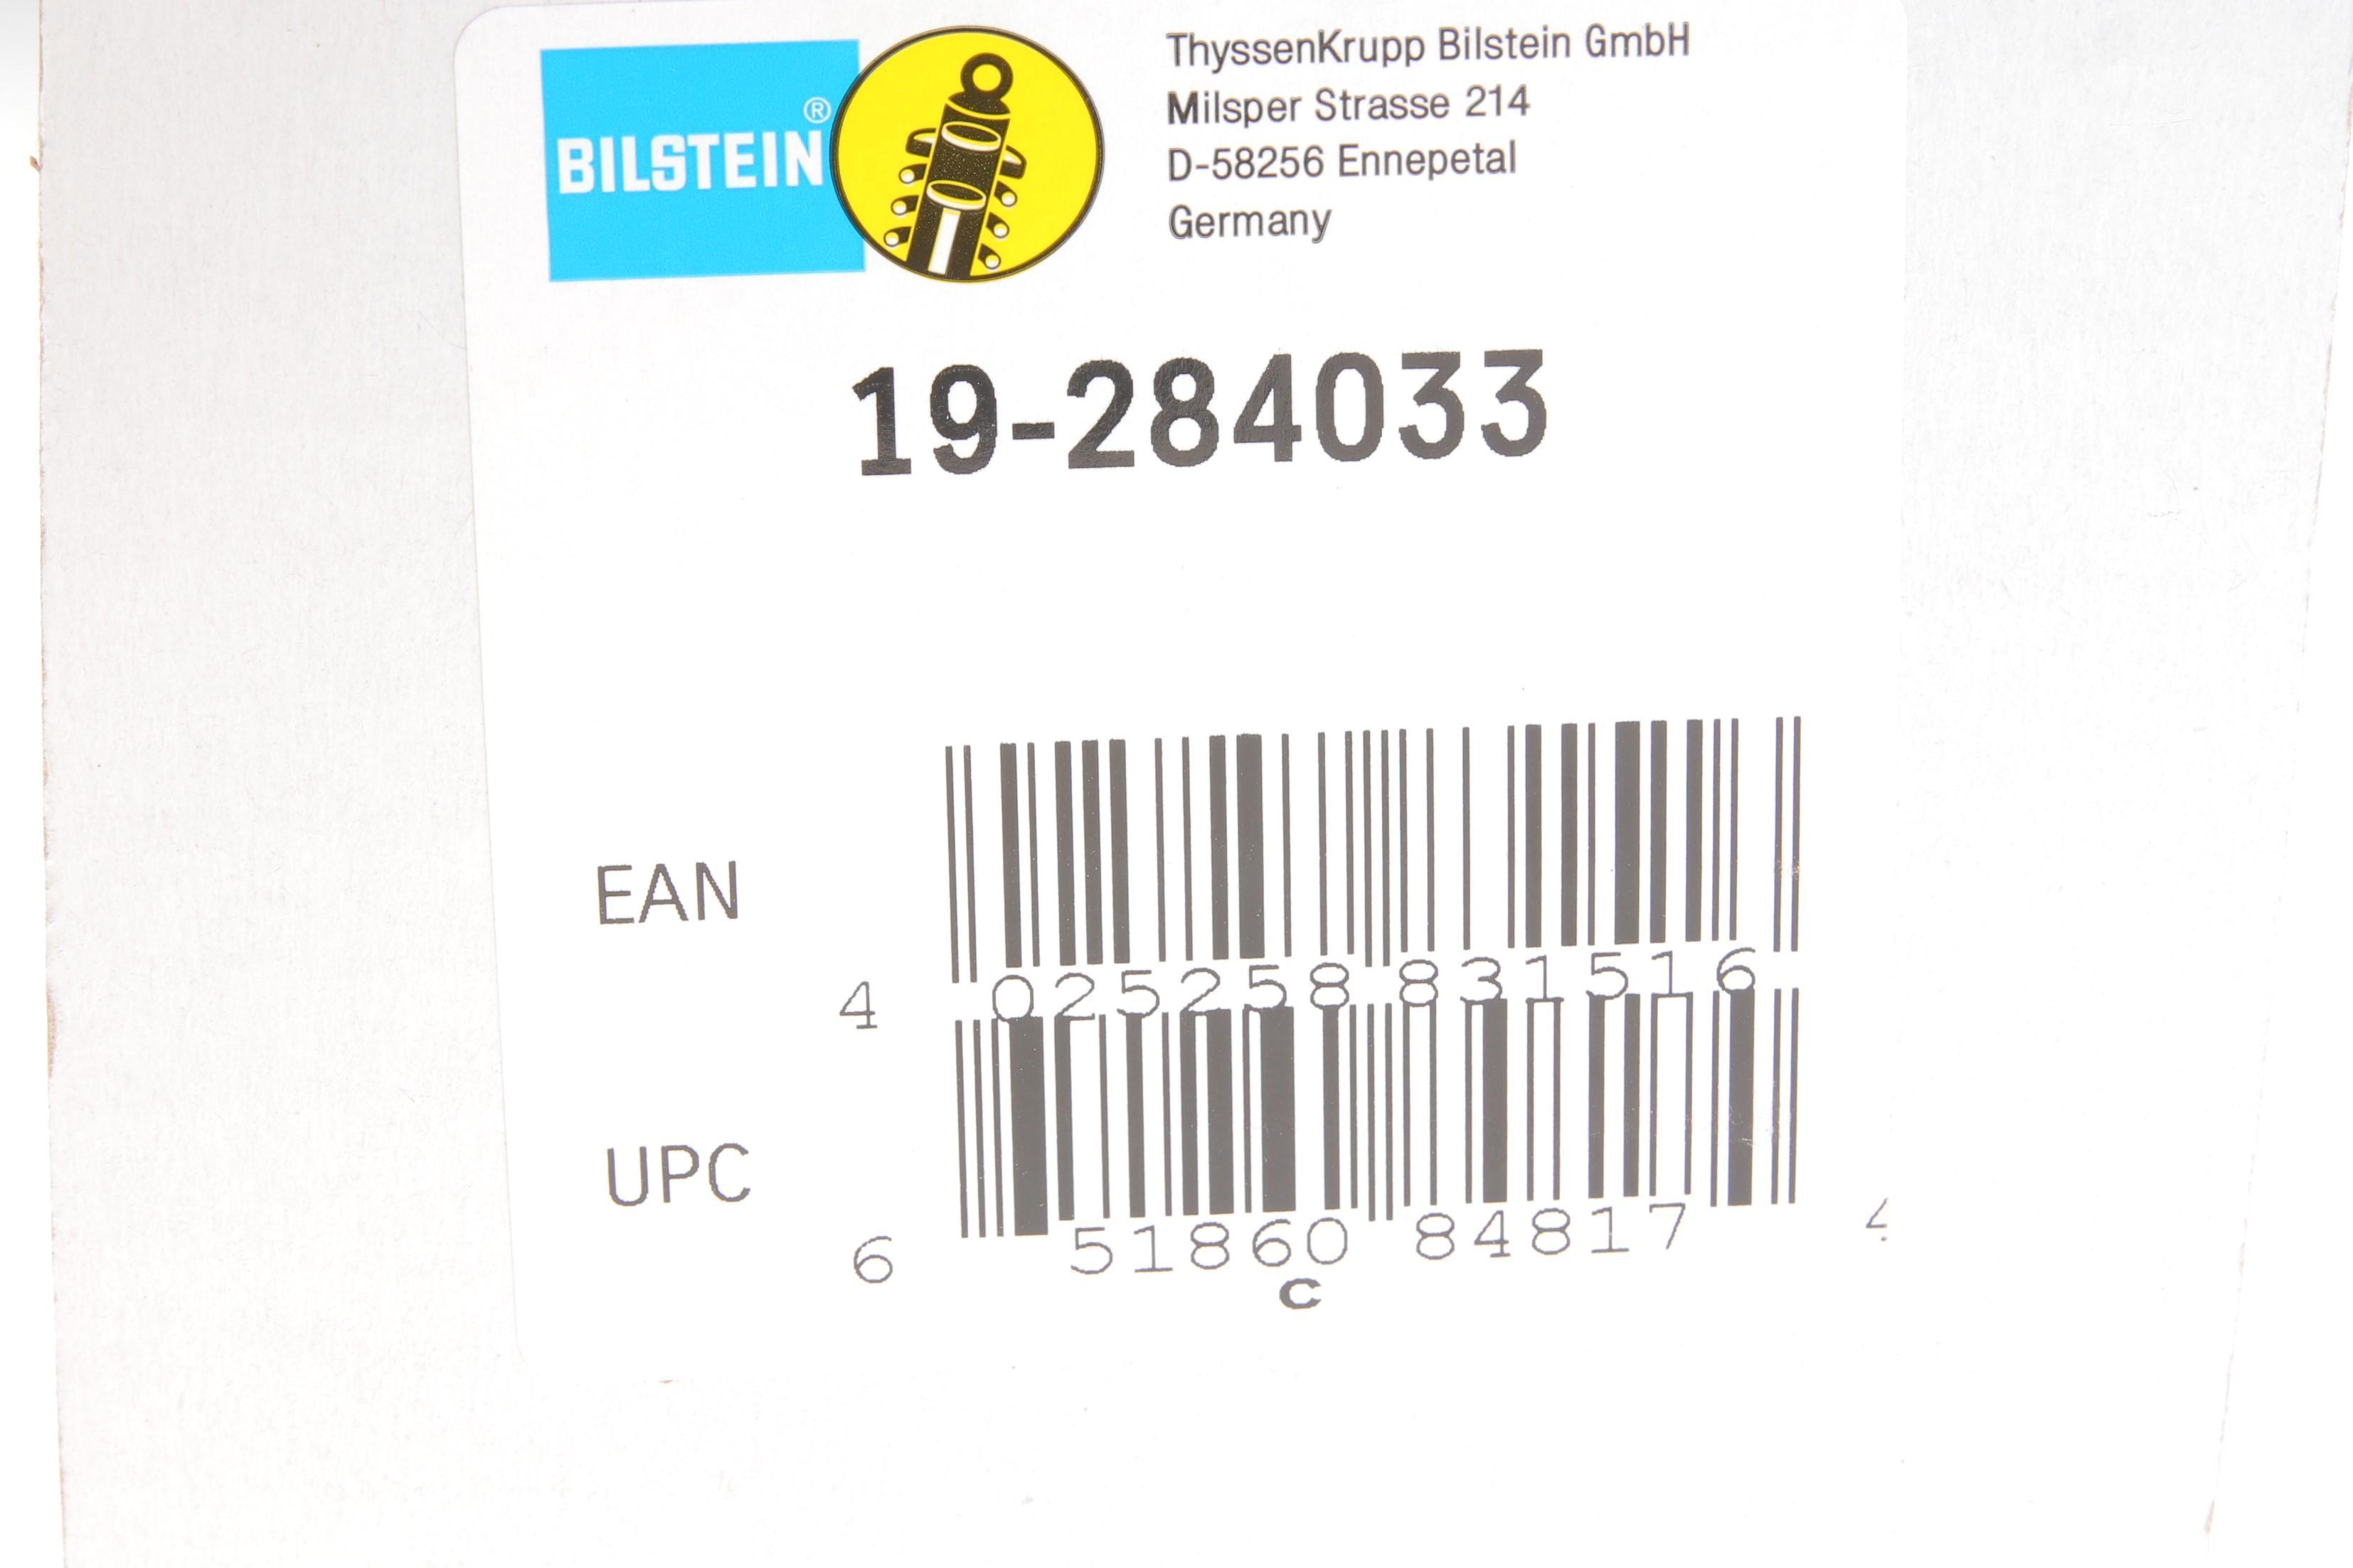 BILSTEIN®
ThyssenKrupp Bilstein GmbH
Milsper Strasse 214
D-58256 Ennepetal
Germany
19-284033
EAN
4 025258 831516
UPC
6 51860 84817 4
C